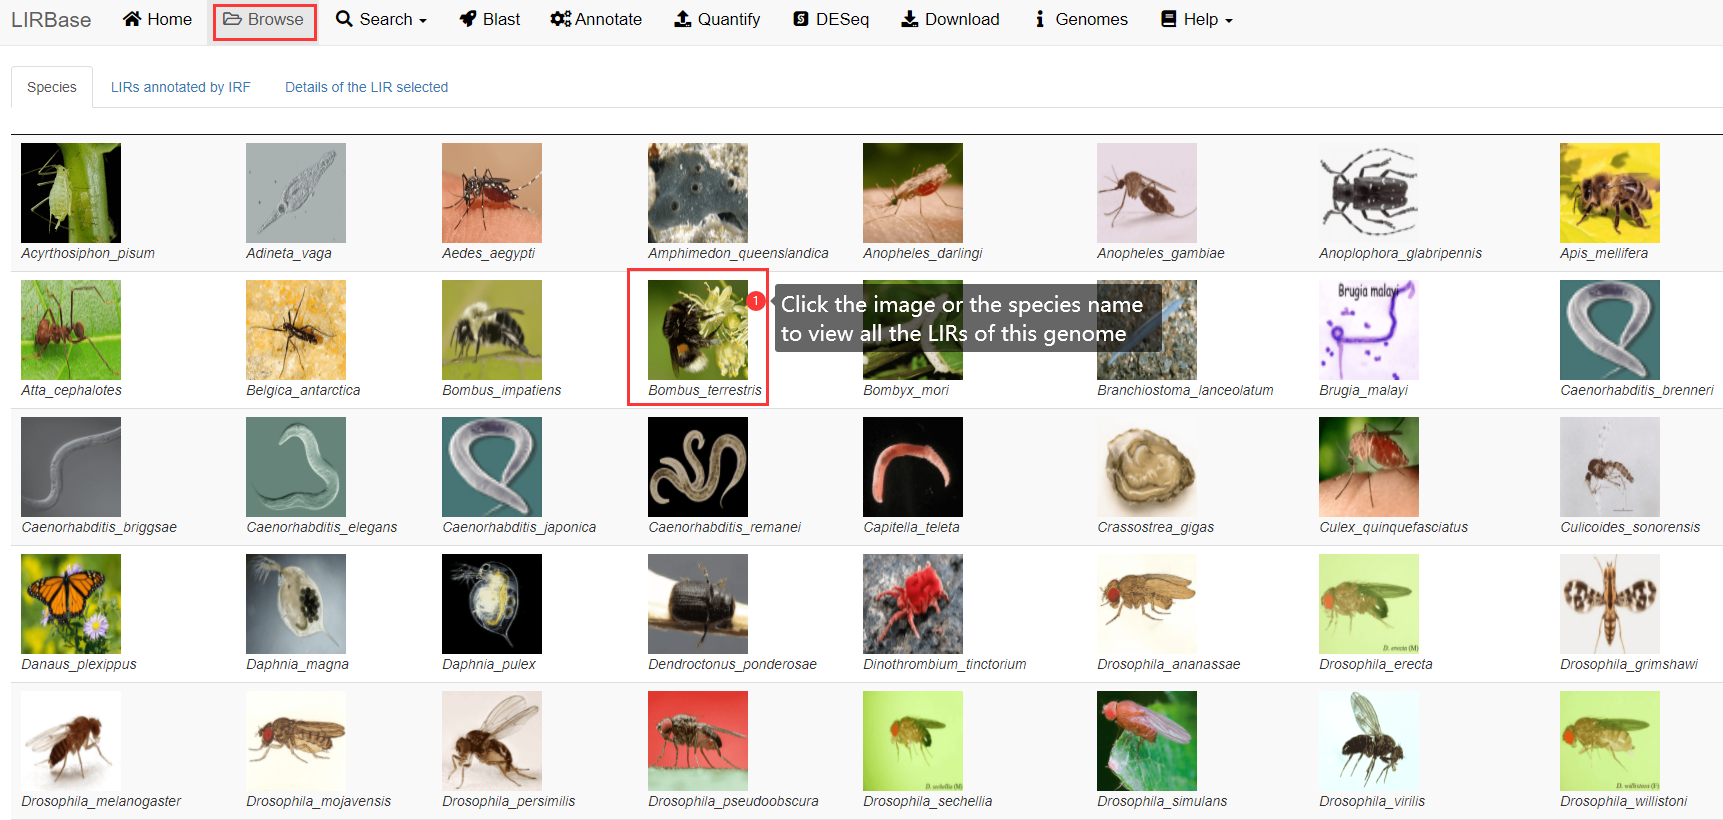 LIRBase Home Browse Search Blast Annotate Quantify DESeq Download Genomes Help
Species LIRs annotated by IRF Details of the LIR selected
Acyrthosiphon_pisum Adineta_vaga Aedes_aegypti Amphimedon_queenslandica Anopheles_darlingi Anopheles_gambiae Anoplophora_glabripennis Apis_mellifera
Brugia malayi
1 Click the image or the species name
to view all the LIRs of this genome
Atta_cephalotes Belgica_antarctica Bombus_impatiens Bombus_terrestris Bombyx_mori Branchiostoma_lanceolatum Brugia_malayi Caenorhabditis_brenneri
Caenorhabditis_briggsae Caenorhabditis_elegans Caenorhabditis_japonica Caenorhabditis_remanei Capitella_teleta Crassostrea_gigas Culex_quinquefasciatus Culicoides_sonorensis
D. erecta (M)
Danaus_plexippus Daphnia_magna Daphnia_pulex Dendroctonus_ponderosae Dinothrombium_tinctorium Drosophila_ananassae Drosophila_erecta Drosophila_grimshawi
D. sechellia (M) D. willistoni (F)
Drosophila_melanogaster Drosophila_mojavensis Drosophila_persimilis Drosophila_pseudoobscura Drosophila_sechellia Drosophila_simulans Drosophila_virilis Drosophila_willistoni